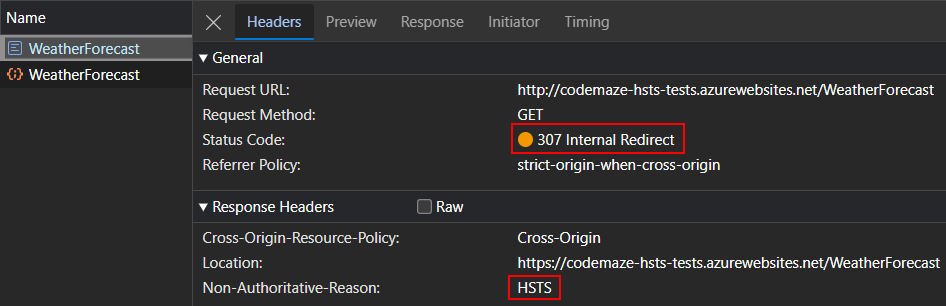 Name
Headers Preview Response Initiator Timing
WeatherForecast
WeatherForecast
General
Request URL: http://codemaze-hsts-tests.azurewebsites.net/WeatherForecast
Request Method: GET
Status Code: 307 Internal Redirect
Referrer Policy: strict-origin-when-cross-origin
Response Headers Raw
Cross-Origin-Resource-Policy: Cross-Origin
Location: https://codemaze-hsts-tests.azurewebsites.net/WeatherForecast
Non-Authoritative-Reason: HSTS